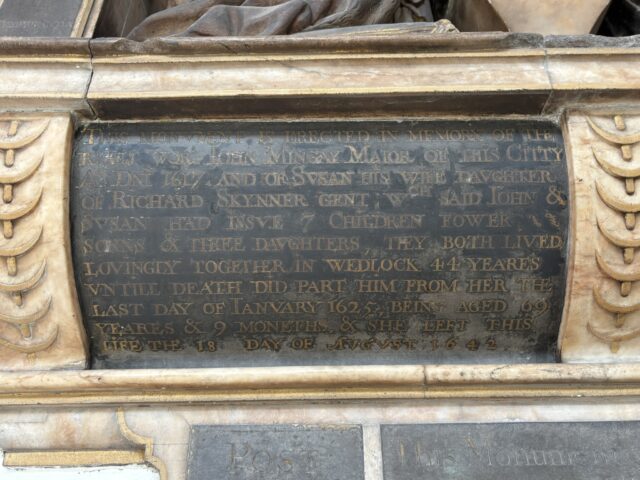 THIS MONVMENT IS ERECTED IN MEMORY OF THE
RIGHT WOR: IOHN MINGAY MAIOR OF THIS CITTY
AO DNI 1617 AND OF SVSAN HIS WIFE DAVGHTER
OF RICHARD SKYNNER GENT, WCH SAID IOHN &
SVSAN HAD ISSVE 7 CHILDREN FOWER
SONNS & THREE DAVGHTERS, THEY BOTH LIVED
LOVINGLY TOGETHER IN WEDLOCK 44 YEARES
VNTILL DEATH DID PART HIM FROM HER THE
LAST DAY OF IANVARY 1625, BEING AGED 69
YEARES & 9 MONETHS, & SHE LEFT THIS
LIFE THE 18 DAY OF AVGVST 1642
POST
This Monument